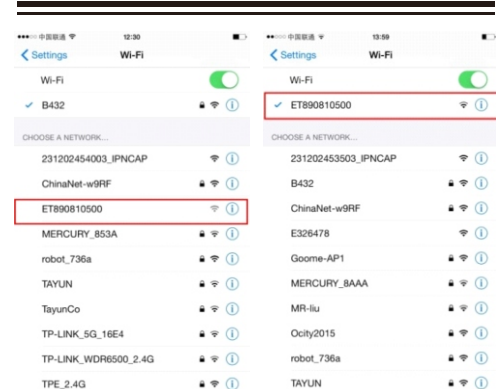 中国联通 12:30
Settings Wi-Fi
Wi-Fi
B432
CHOOSE A NETWORK...
231202454003_IPNCAP
ChinaNet-w9RF
ET890810500
MERCURY_853A
robot_736a
TAYUN
TayunCo
TP-LINK_5G_16E4
TP-LINK_WDR6500_2.4G
TPE_2.4G
中国联通 13:59
Settings Wi-Fi
Wi-Fi
ET890810500
CHOOSE A NETWORK...
231202453503_IPNCAP
B432
ChinaNet-w9RF
E326478
Goome-AP1
MERCURY_8AAA
MR-liu
Ocity2015
robot_736a
TAYUN